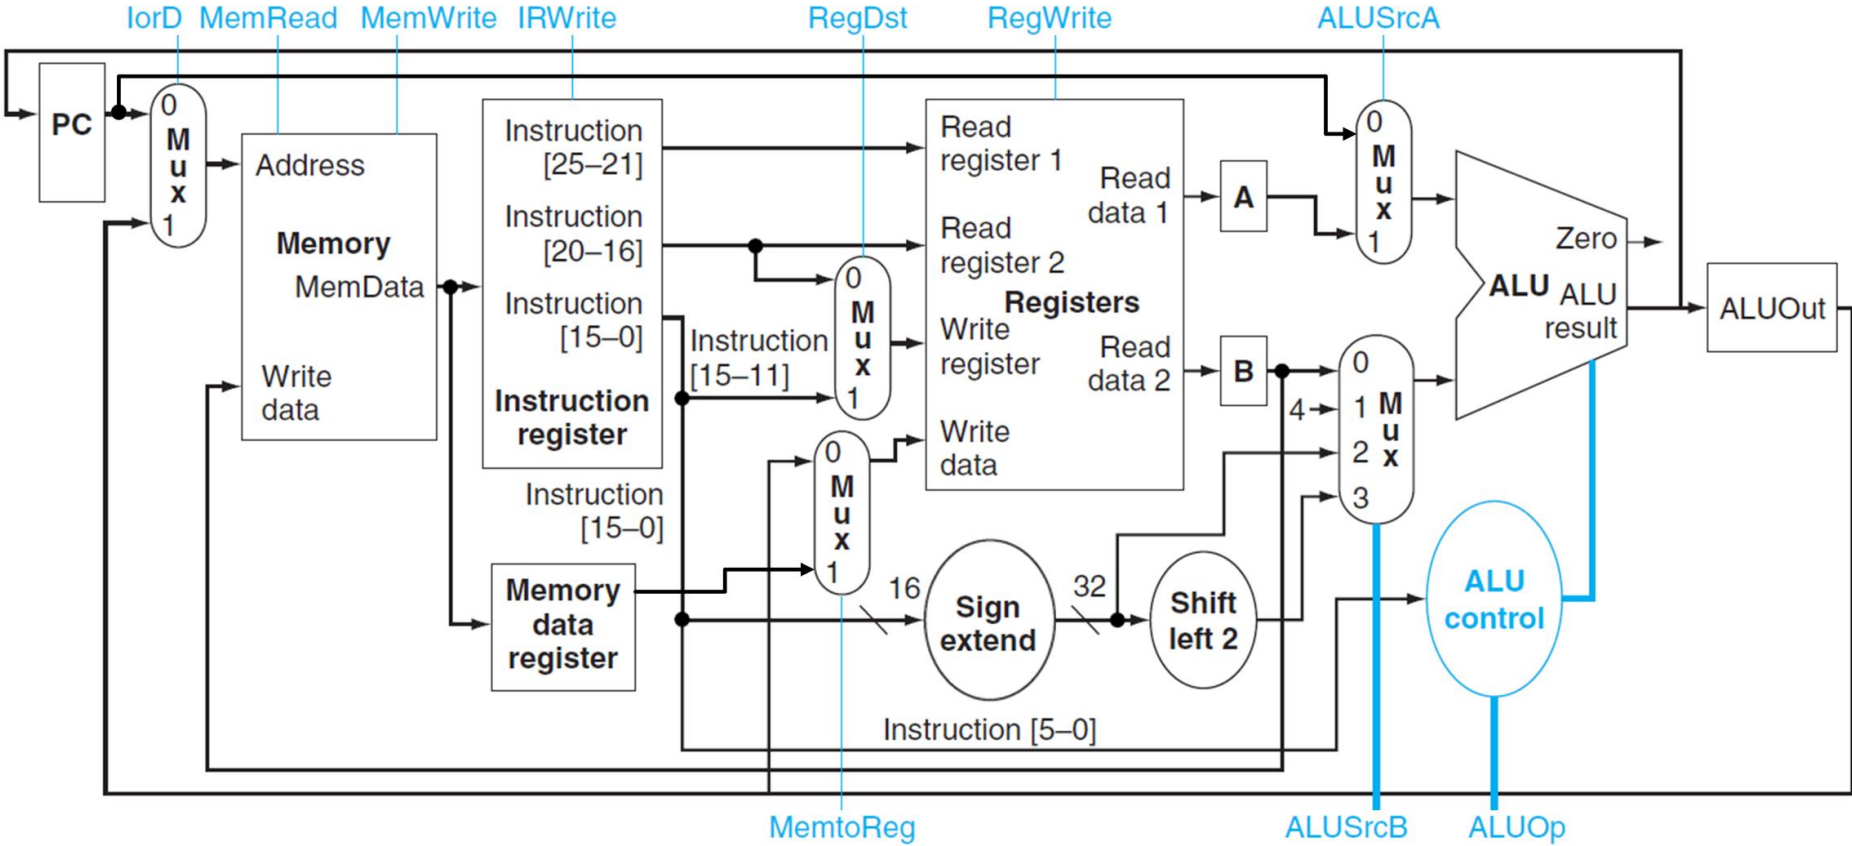 IorD MemRead MemWrite IRWrite RegDst RegWrite ALUSrcA
PC
0
M
u
x
1
Address
Memory
MemData
Write
data
Instruction
[25–21]
Instruction
[20–16]
Instruction
[15–0]
Instruction
register
Instruction
[15–0]
Memory
data
register
Instruction
[15–11]
0
M
u
x
1
0
M
u
x
1
Read
register 1
Read
register 2
Registers
Write
register
Write
data
Read
data 1
Read
data 2
16
Sign
extend
32
Shift
left 2
A
B
4
0
M
u
x
1
0
1
M
u
2
x
3
Zero
ALU
ALU
result
ALUOut
ALU
control
Instruction [5–0]
MemtoReg ALUSrcB ALUOp